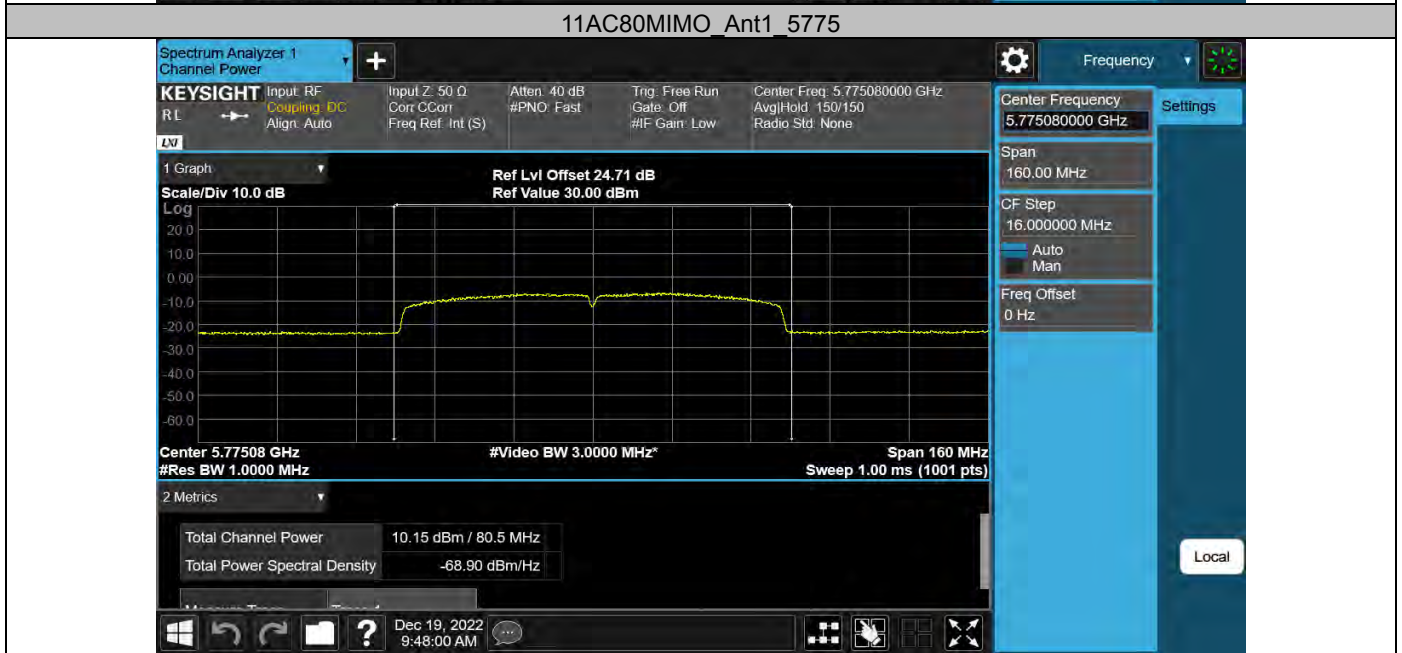 11AC80MIMO_Ant1_5775
Spectrum Analyzer 1
Channel Power
+
Frequency
KEYSIGHT
R L
LXI
Input: RF
Coupling: DC
Align: Auto
Input Z: 50 Ω
Corr CCorr
Freq Ref: Int (S)
Atten: 40 dB
#PNO: Fast
Trig: Free Run
Gate: Off
#IF Gain: Low
Center Freq: 5.775080000 GHz
Avg|Hold: 150/150
Radio Std: None
Center Frequency
5.775080000 GHz
Settings
Span
160.00 MHz
CF Step
16.000000 MHz
Auto
Man
Freq Offset
0 Hz
Local
1 Graph
Scale/Div 10.0 dB
Ref Lvl Offset 24.71 dB
Ref Value 30.00 dBm
Log
20.0
10.0
0.00
-10.0
-20.0
-30.0
-40.0
-50.0
-60.0
Center 5.77508 GHz
#Res BW 1.0000 MHz
#Video BW 3.0000 MHz*
Span 160 MHz
Sweep 1.00 ms (1001 pts)
2 Metrics
Total Channel Power 10.15 dBm / 80.5 MHz
Total Power Spectral Density -68.90 dBm/Hz
?
Dec 19, 2022
9:48:00 AM